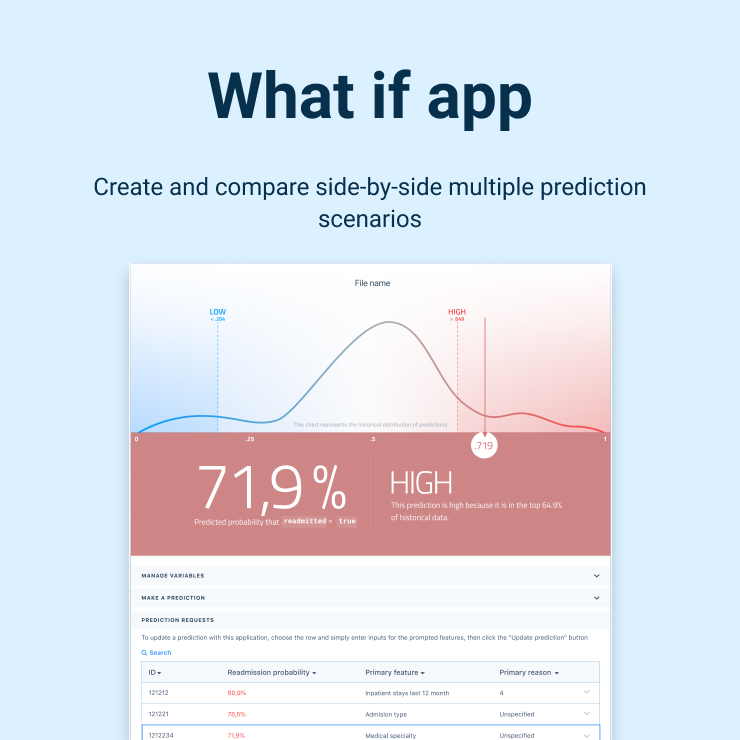 What if app
Create and compare side-by-side multiple prediction
scenarios
File name
LOW
< .204
HIGH
> .649
This chart represents the historical distribution of predictions.
0 .25 .5 1
.719
71,9 %
Predicted probability that readmitted = true
HIGH
This prediction is high because it is in the top 64.9%
of historical data.
MANAGE VARIABLES
MAKE A PREDICTION
PREDICTION REQUESTS
To update a prediction with this application, choose the row and simply enter inputs for the prompted features, then click the "Update prediction" button
Search
ID Readmission probability Primary feature Primary reason
121212 80,9% Inpatient stays last 12 month 4
121221 78,5% Admision type Unspecified
1212234 71,9% Medical specialty Unspecified